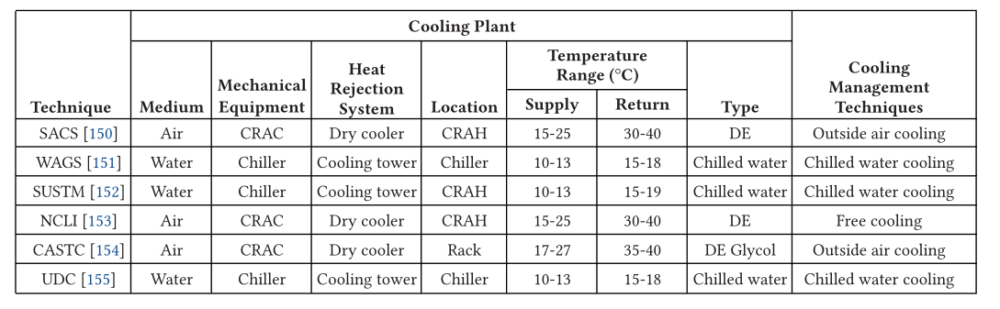 Cooling Plant
Technique Medium Mechanical Equipment Heat Rejection System Location Temperature Range (°C) Supply Return Type Cooling Management Techniques
SACS [150] Air CRAC Dry cooler CRAH 15-25 30-40 DE Outside air cooling
WAGS [151] Water Chiller Cooling tower Chiller 10-13 15-18 Chilled water Chilled water cooling
SUSTM [152] Water Chiller Cooling tower CRAH 10-13 15-19 Chilled water Chilled water cooling
NCLI [153] Air CRAC Dry cooler CRAH 15-25 30-40 DE Free cooling
CASTC [154] Air CRAC Dry cooler Rack 17-27 35-40 DE Glycol Outside air cooling
UDC [155] Water Chiller Cooling tower Chiller 10-13 15-18 Chilled water Chilled water cooling